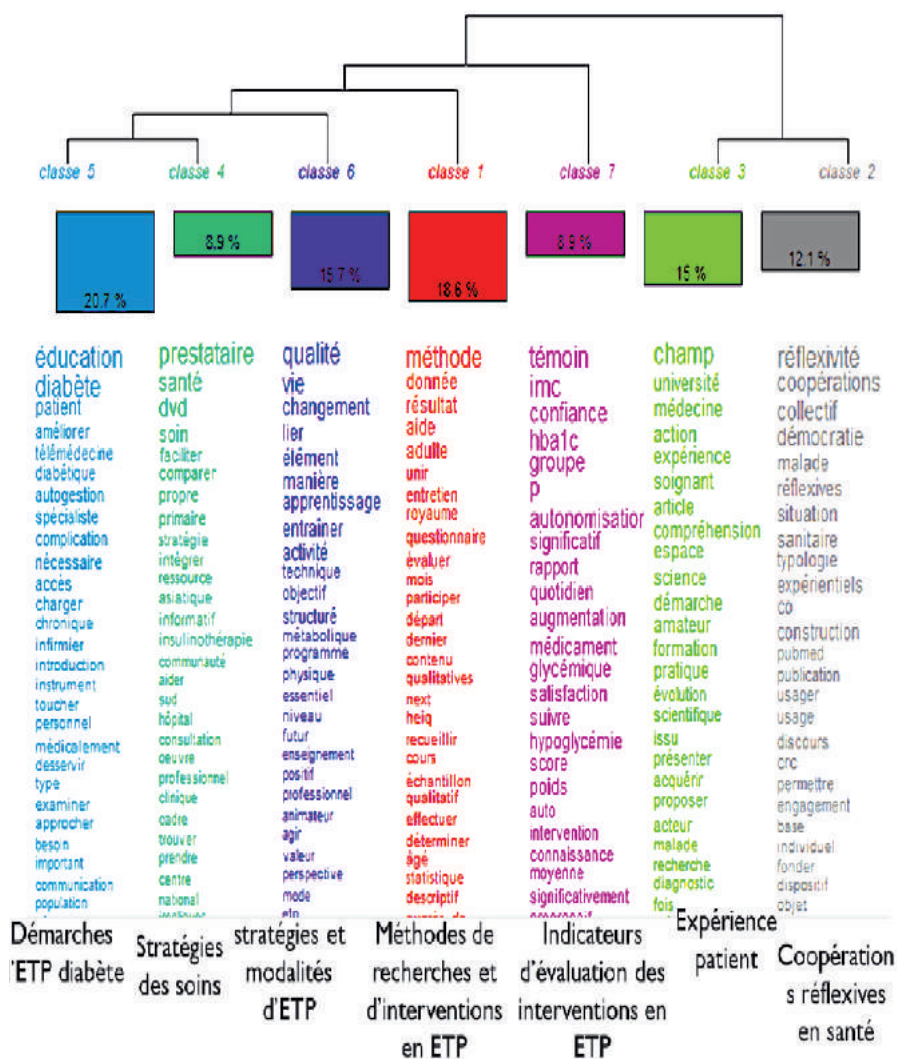 classe 5
classe 4
classe 6
classe 1
classe 7
classe 3
classe 2
20.7 %
8.9 %
15.7 %
18.6 %
8.9 %
15 %
12.1 %
éducation
diabète
patient
améliorer
télémédecine
diabétique
autogestion
spécialiste
complication
nécessaire
accès
charger
chronique
infirmier
introduction
instrument
toucher
personnel
médicalement
desservir
type
examiner
approcher
besoin
important
communication
population
Démarches
'ETP diabète
prestataire
santé
dvd
soin
faciliter
comparer
propre
primaire
stratégie
intégrer
ressource
asiatique
informatif
insulinothérapie
communauté
aider
sud
hôpital
consultation
oeuvre
professionnel
clinique
cadre
trouver
prendre
centre
national
Stratégies
des soins
qualité
vie
changement
lier
élément
manière
apprentissage
entraîner
activité
technique
objectif
structuré
métabolique
programme
physique
essentiel
niveau
futur
enseignement
positif
professionnel
animateur
agir
valeur
perspective
mode
etp
stratégies et
modalités
d'ETP
méthode
donnée
résultat
aide
adulle
unir
entretien
royaume
questionnaire
évaluer
mois
participer
départ
dernier
contenu
qualitatives
next
heiq
recueillir
cours
échantillon
qualitatif
effectuer
déterminer
âgé
statistique
descriptif
Méthodes de
recherches et
d'interventions
en ETP
témoin
imc
confiance
hba1c
groupe
p
autonomisation
significatif
rapport
quotidien
augmentation
médicament
glycémique
satisfaction
suivre
hypoglycémie
score
poids
auto
intervention
connaissance
moyenne
significativement
Indicateurs
d'évaluation des
interventions en
ETP
champ
université
médecine
action
expérience
soignant
article
compréhension
espace
science
démarche
amateur
formation
pratique
évolution
scientifique
issu
présenter
acquérir
proposer
acteur
malade
recherche
diagnostic
fois
Expérience
patient
réflexivité
coopérations
collectif
démocratie
malade
réflexives
situation
sanitaire
typologie
expérientiels
co
construction
pubmed
publication
usager
usage
discours
crc
permettre
engagement
base
individuel
fonder
dispositif
objet
Coopération
s réflexives
en santé